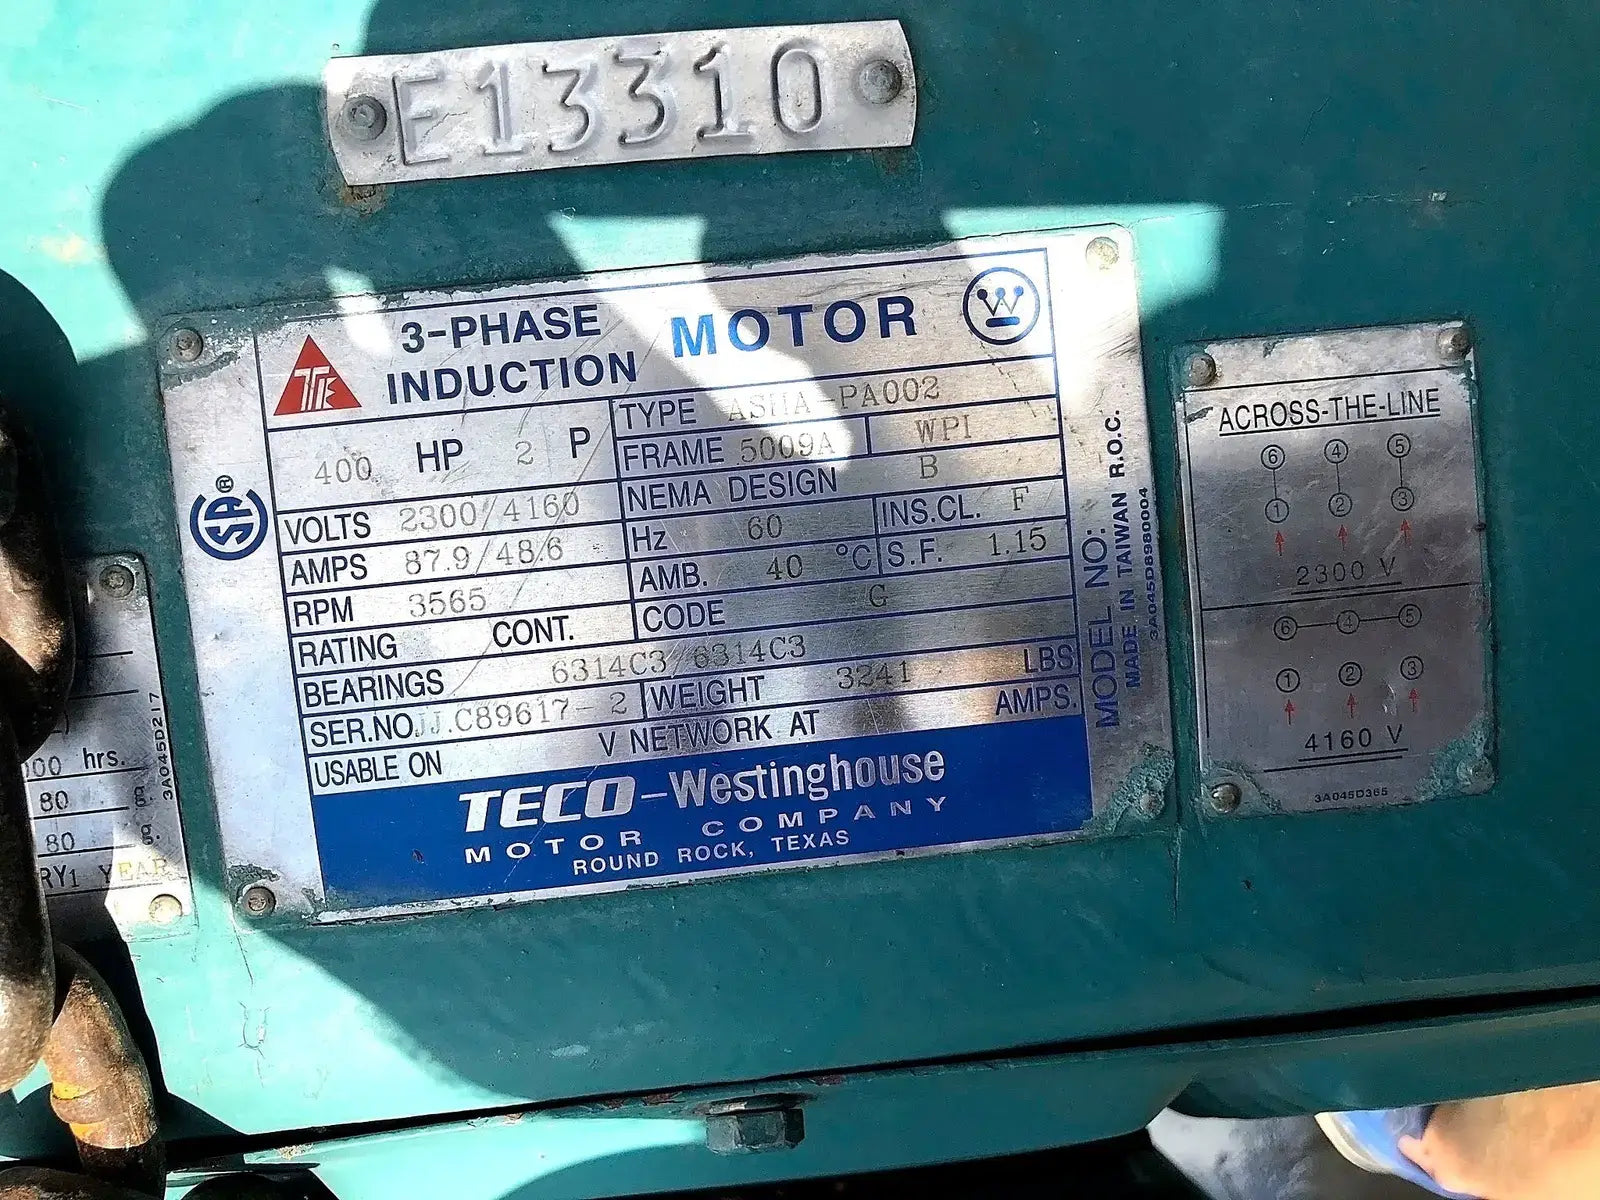 E13310
3-PHASE INDUCTION MOTOR
400 HP 2 P
TYPE ASHA-PA002
FRAME 5009A WPI
VOLTS 2300/4160
NEMA DESIGN B
AMPS 87.9/48.6
Hz 60 INS.CL. F
RPM 3565
AMB. 40 °C S.F. 1.15
RATING CONT.
CODE G
BEARINGS 6314C3/6314C3
SER.NO.JJ.C89617-2 WEIGHT 3241 LBS
USABLE ON V NETWORK AT AMPS.
TECO-Westinghouse
MOTOR COMPANY
ROUND ROCK, TEXAS
MODEL NO:
MADE IN TAIWAN R.O.C.
3A045D8980004
ACROSS-THE-LINE
6 4 5
1 2 3
2300 V
6 4 5
1 2 3
4160 V
3A045D365
hrs.
80 g
80 g.
1 YEAR
3A045D217